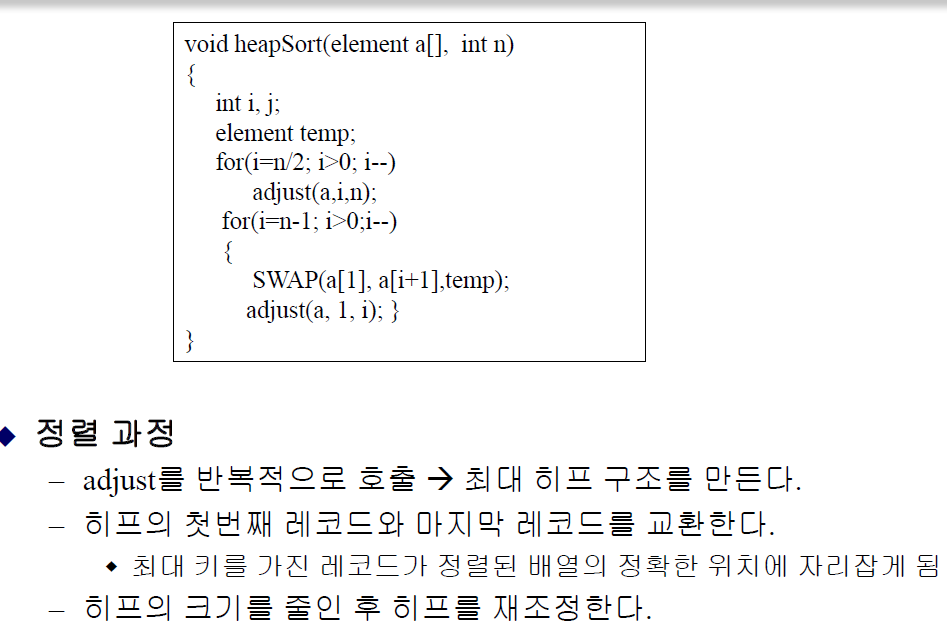 void heapSort(element a[], int n)
{
int i, j;
element temp;
for(i=n/2; i>0; i--)
adjust(a,i,n);
for(i=n-1; i>0;i--)
{
SWAP(a[1], a[i+1],temp);
adjust(a, 1, i); }
}
◆ 정렬 과정
– adjust를 반복적으로 호출 → 최대 히프 구조를 만든다.
– 히프의 첫번째 레코드와 마지막 레코드를 교환한다.
◆ 최대 키를 가진 레코드가 정렬된 배열의 정확한 위치에 자리잡게 됨
– 히프의 크기를 줄인 후 히프를 재조정한다.